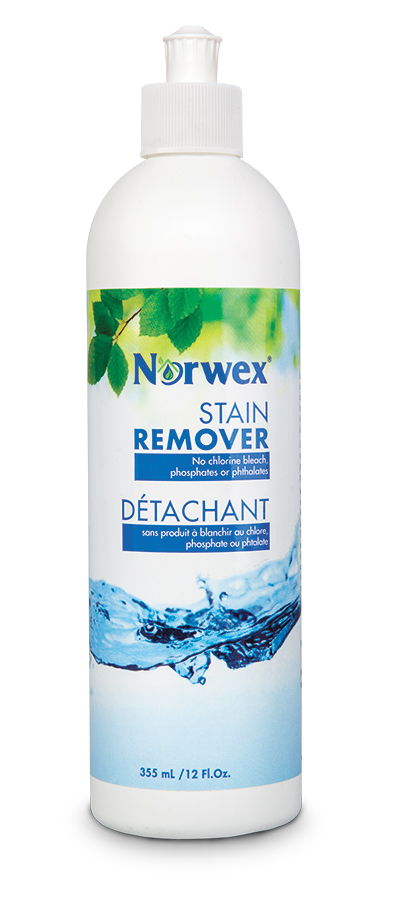 Norwex®
STAIN
REMOVER
No chlorine bleach,
phosphates or phthalates
DÉTACHANT
sans produit à blanchir au chlore,
phosphate ou phtalate
355 mL /12 Fl.Oz.